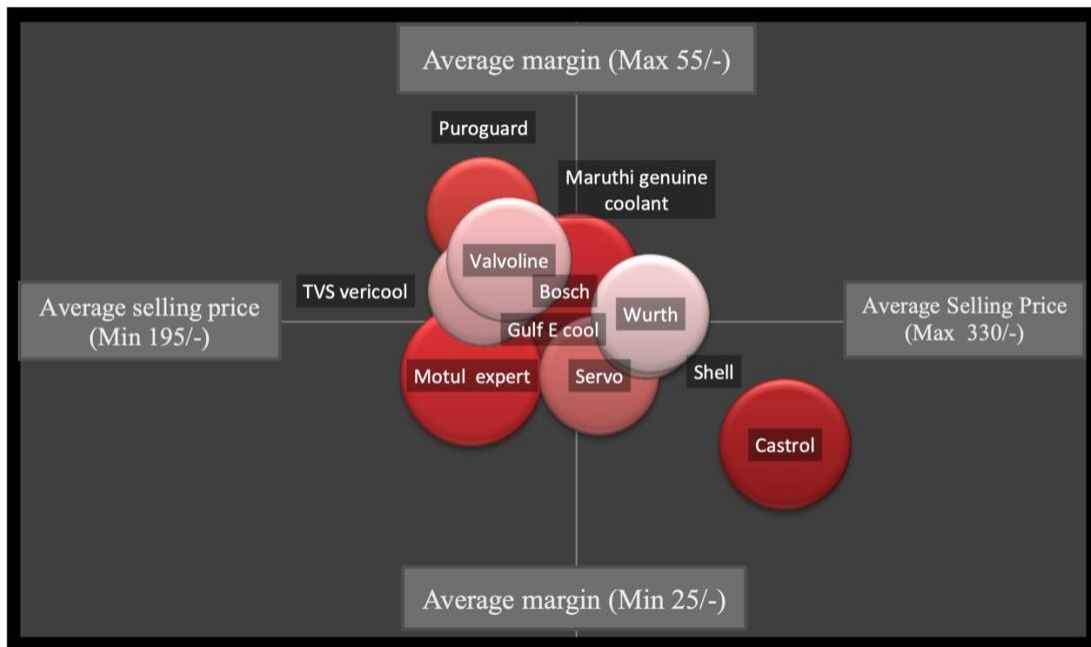 Average margin (Max 55/-)
Puroguard
Maruthi genuine
coolant
Valvoline
TVS vericool
Bosch
Average selling price
(Min 195/-)
Gulf E cool
Wurth
Average Selling Price
(Max 330/-)
Motul expert
Servo
Shell
Castrol
Average margin (Min 25/-)